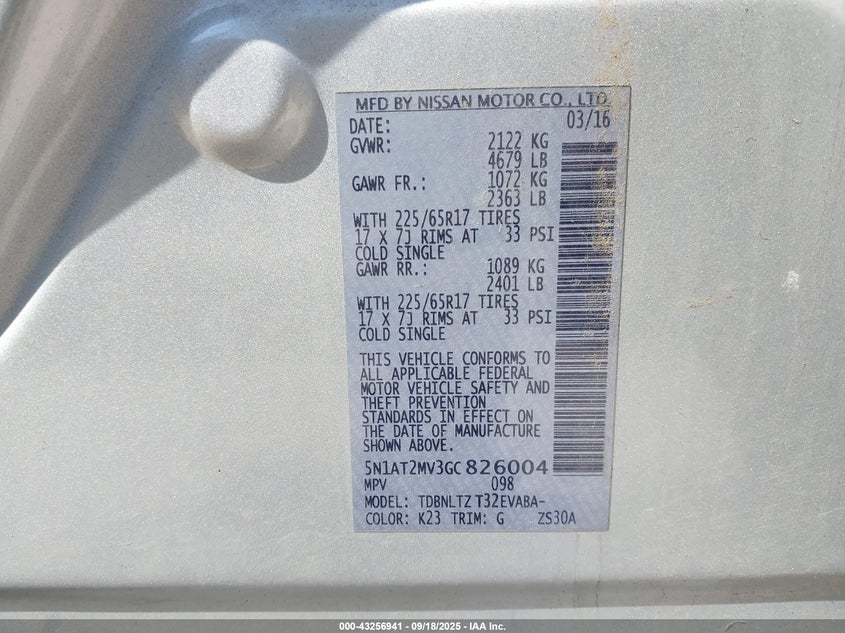 MFD BY NISSAN MOTOR CO., LTD.
DATE: 03/16
GVWR: 2122 KG
4679 LB
GAWR FR.: 1072 KG
2363 LB
WITH 225/65R17 TIRES
17 X 7J RIMS AT 33 PSI
COLD SINGLE
GAWR RR.: 1089 KG
2401 LB
WITH 225/65R17 TIRES
17 X 7J RIMS AT 33 PSI
COLD SINGLE
THIS VEHICLE CONFORMS TO
ALL APPLICABLE FEDERAL
MOTOR VEHICLE SAFETY AND
THEFT PREVENTION
STANDARDS IN EFFECT ON
THE DATE OF MANUFACTURE
SHOWN ABOVE.
5N1AT2MV3GC826004
MPV 098
MODEL: TDBNLTZ T32EVABA-
COLOR: K23 TRIM: G ZS30A
000-43256941 - 09/18/2025 - IAA Inc.